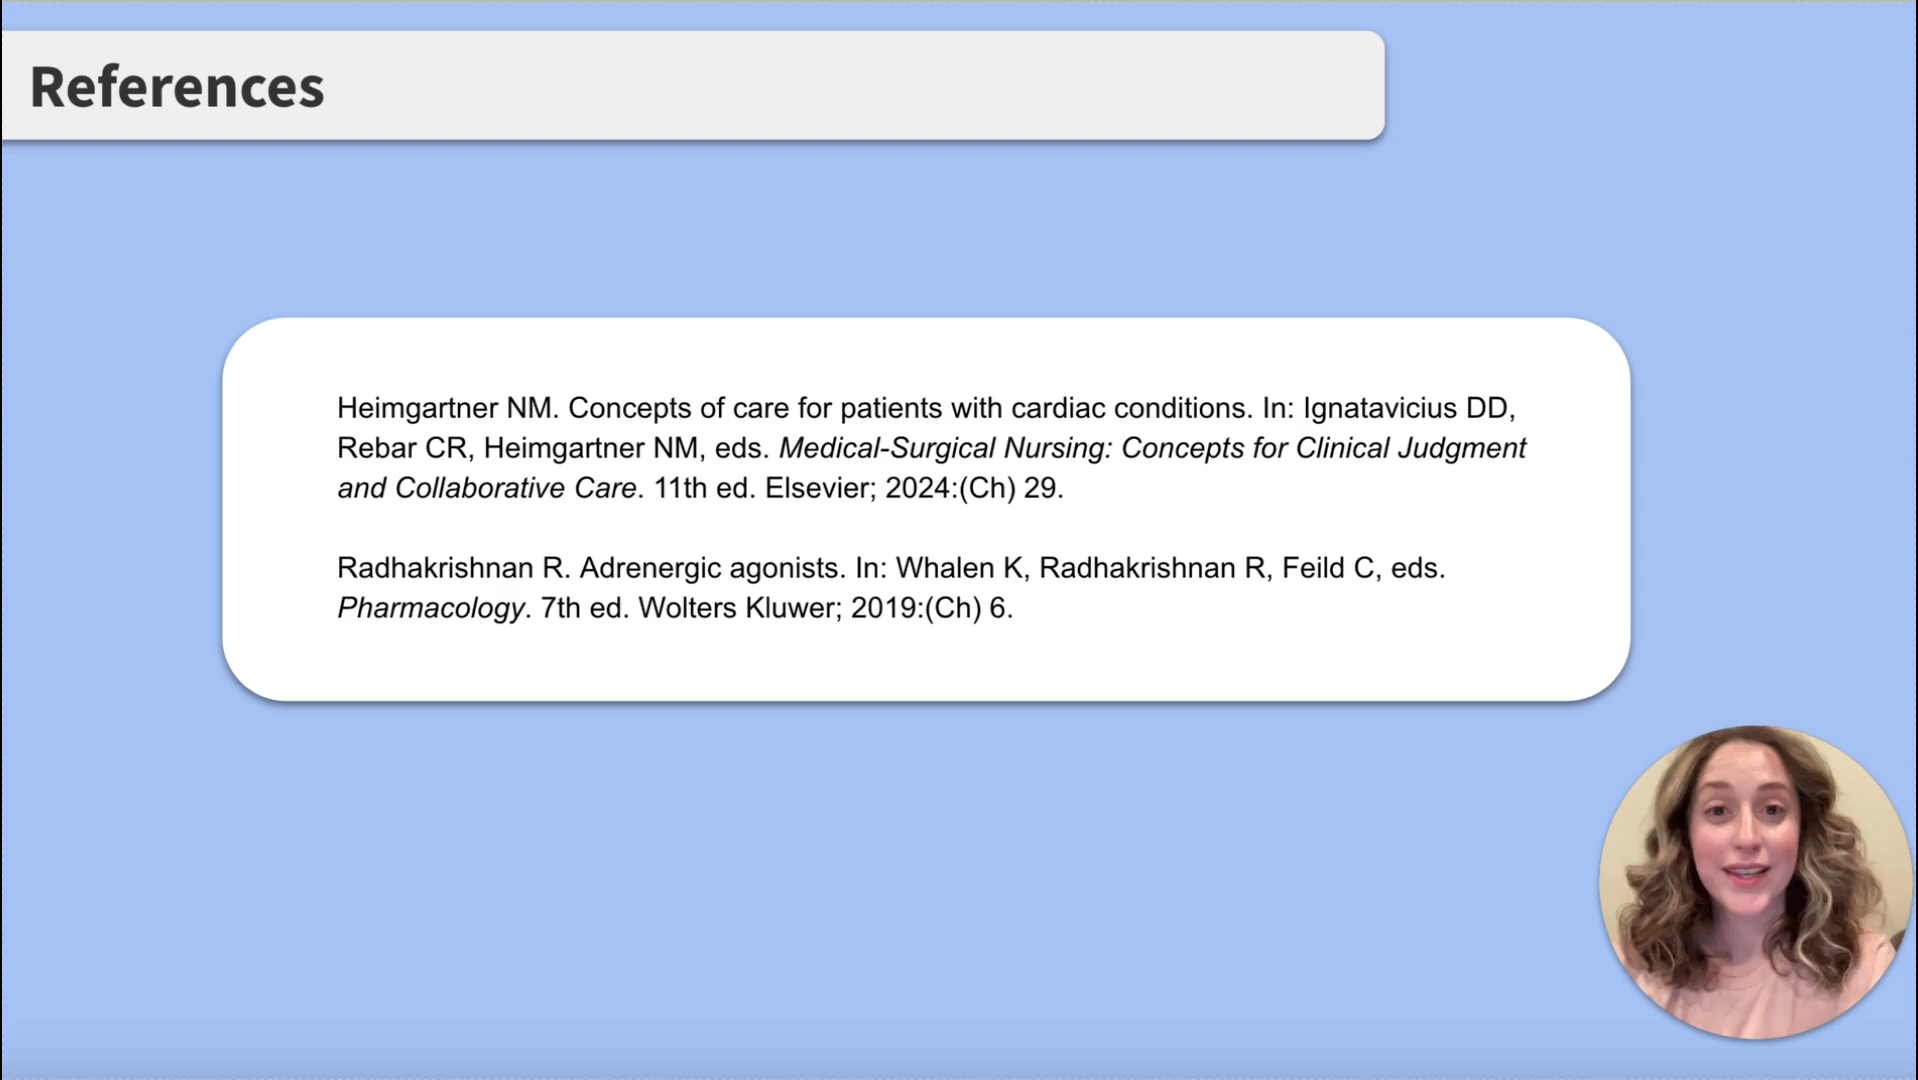 References
Heimgartner NM. Concepts of care for patients with cardiac conditions. In: Ignatavicius DD,
Rebar CR, Heimgartner NM, eds. Medical-Surgical Nursing: Concepts for Clinical Judgment
and Collaborative Care. 11th ed. Elsevier; 2024:(Ch) 29.
Radhakrishnan R. Adrenergic agonists. In: Whalen K, Radhakrishnan R, Feild C, eds.
Pharmacology. 7th ed. Wolters Kluwer; 2019:(Ch) 6.